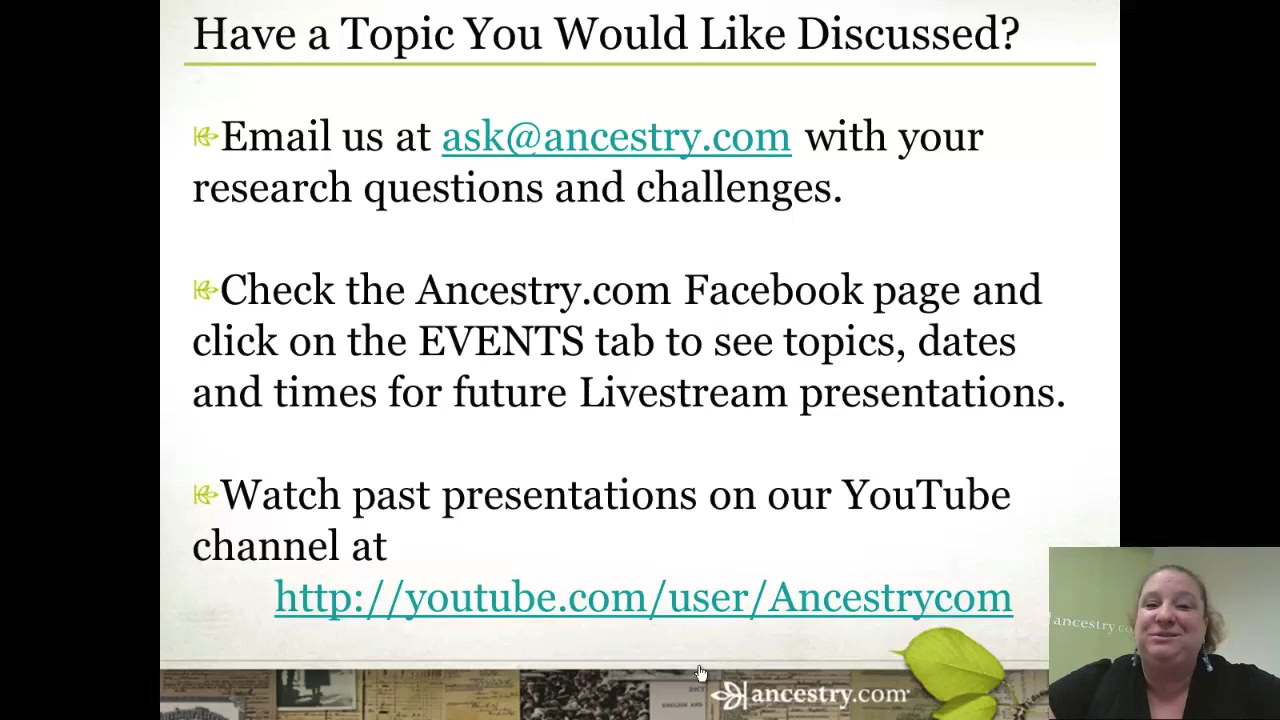 Have a Topic You Would Like Discussed?
Email us at ask@ancestry.com with your
research questions and challenges.
Check the Ancestry.com Facebook page and
click on the EVENTS tab to see topics, dates
and times for future Livestream presentations.
Watch past presentations on our YouTube
channel at
http://youtube.com/user/Ancestrycom
ancestry.co
ancestry.com